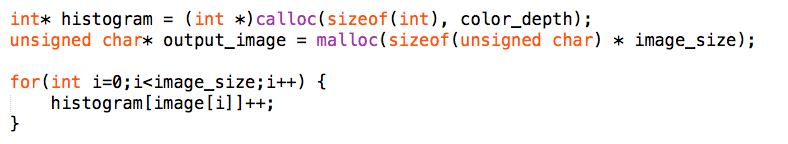 int* histogram = (int *)calloc(sizeof(int), color_depth);
unsigned char* output_image = malloc(sizeof(unsigned char) * image_size);
for(int i=0;i<image_size;i++) {
    histogram[image[i]]++;
}